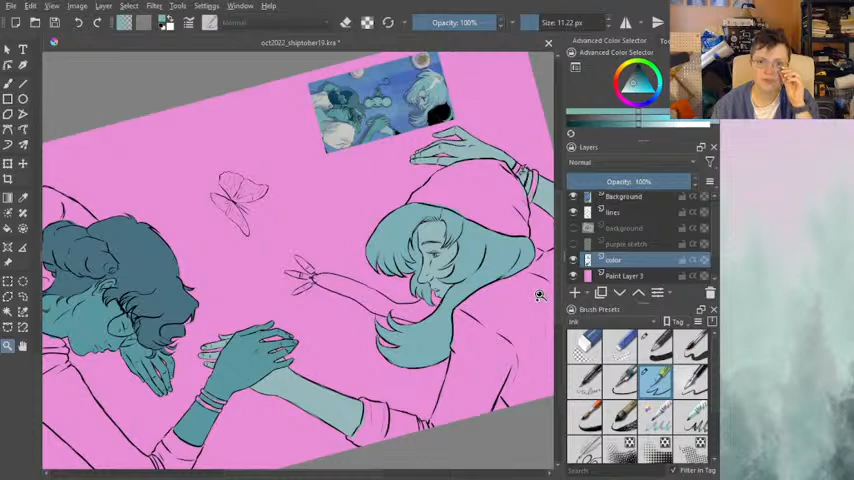 File Edit View Image Layer Select Filter Tools Settings Window Help
Normal
Opacity: 100%
Size: 11.22 px
oct2022_shiptober19.kra *
Advanced Color Selector
Advanced Color Selector
Layers
Normal
Opacity: 100%
Background
lines
background
purple sketch
color
Paint Layer 3
Brush Presets
Ink
Tag
Search
Filter in Tag